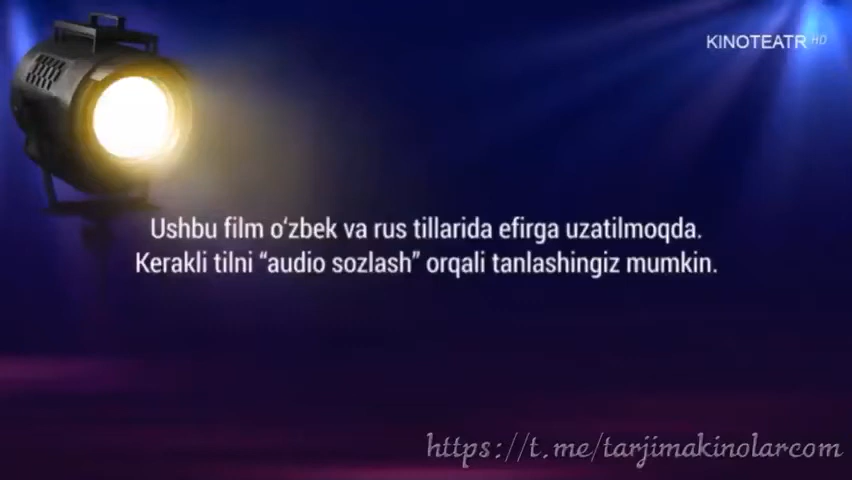 KINOTEATR HD
Ushbu film o‘zbek va rus tillarida efirga uzatilmoqda.
Kerakli tilni “audio sozlash” orqali tanlashingiz mumkin.
https://t.me/tarjimakinolarcom